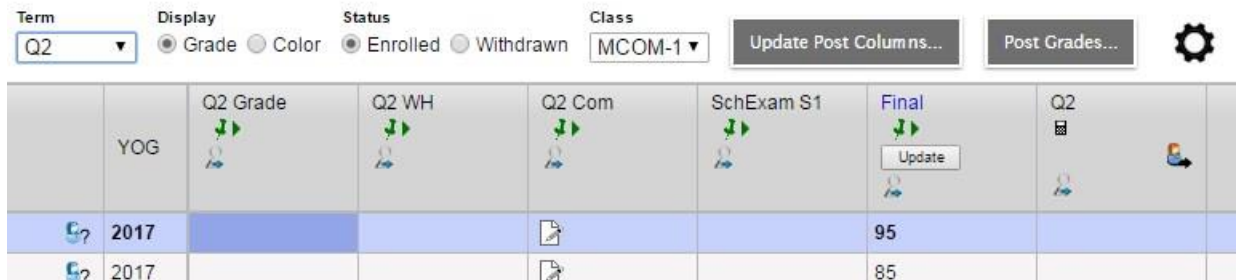 Term Display Status Class
Q2 Grade Color Enrolled Withdrawn MCOM-1 Update Post Columns... Post Grades...
YOG Q2 Grade Q2 WH Q2 Com SchExam S1 Final Q2
Update
2017 95
2017 85